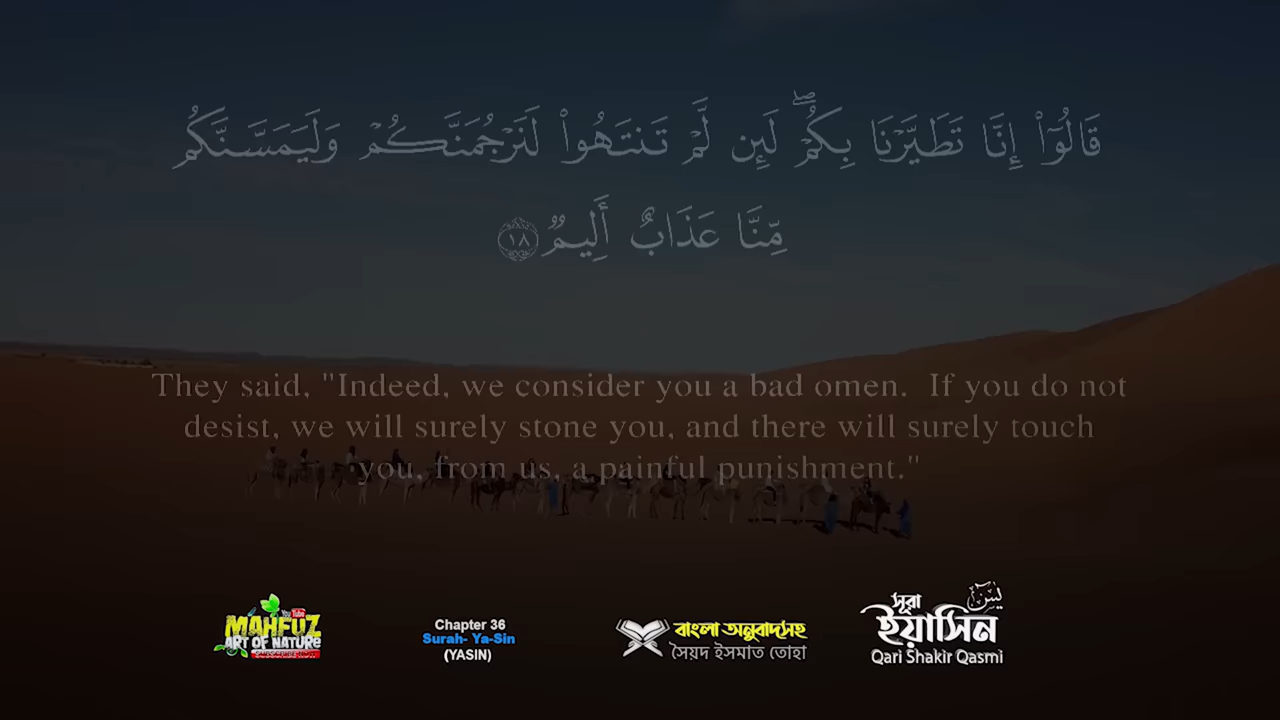 قَالُوٓا۟ إِنَّا تَطَيَّرْنَا بِكُمْ ۖ لَئِن لَّمْ تَنتَهُوا۟ لَنَرْجُمَنَّكُمْ وَلَيَمَسَّنَّكُم
مِّنَّا عَذَابٌ أَلِيمٌ ١٨
They said, "Indeed, we consider you a bad omen. If you do not
desist, we will surely stone you, and there will surely touch
you, from us, a painful punishment."
You Tube
MAHFUZ
ART OF NATURE
Chapter 36
Surah- Ya-Sin
(YASIN)
বাংলা অনুবাদসহ
সৈয়দ ইসমাত তোহা
সূরা
يٰسٓ
ইয়াসিন
Qari Shakir Qasmi